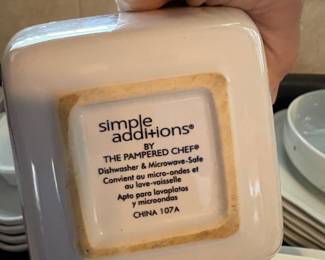 simple
additions®
BY
THE PAMPERED CHEF®
Dishwasher & Microwave-Safe
Convient au micro-ondes et
au lave-vaisselle
Apto para lavaplatos
y microondas
CHINA 107A